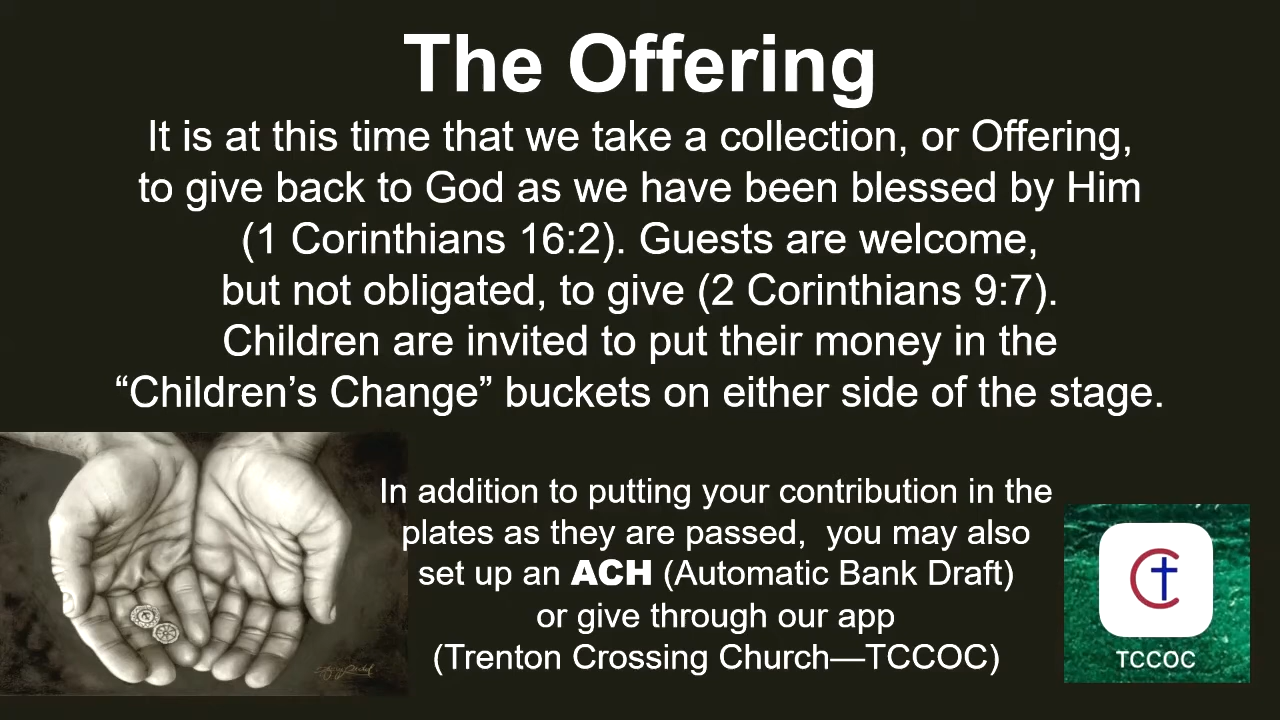 The Offering
It is at this time that we take a collection, or Offering,
to give back to God as we have been blessed by Him
(1 Corinthians 16:2). Guests are welcome,
but not obligated, to give (2 Corinthians 9:7).
Children are invited to put their money in the
“Children’s Change” buckets on either side of the stage.
In addition to putting your contribution in the
plates as they are passed,  you may also
set up an ACH (Automatic Bank Draft)
or give through our app
(Trenton Crossing Church—TCCOC)
TCCOC